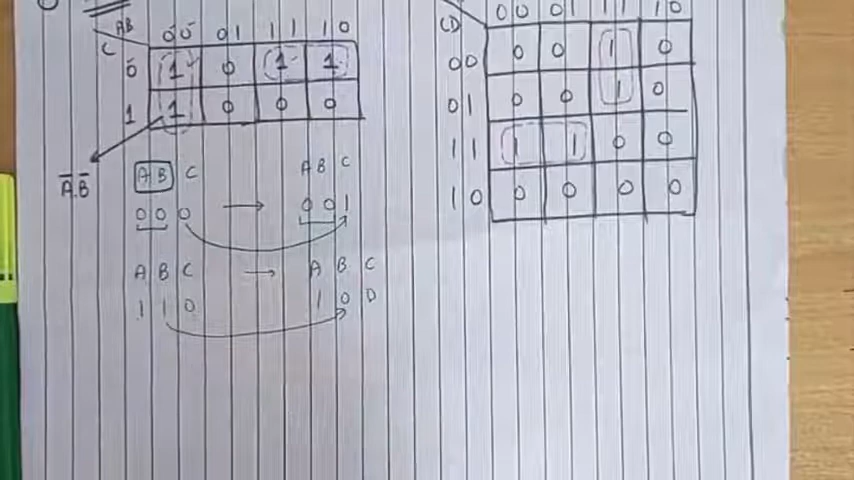 AB 00 01 11 10
C
0 1 0 1 1
1 1 0 0 0
A̅.B̅
A B C → A B C
0 0 0 0 0 1
A B C → A B C
1 1 0 1 0 0
CD 00 01 11 10
00 0 0 1 0
01 0 0 1 0
11 1 1 0 0
10 0 0 0 0